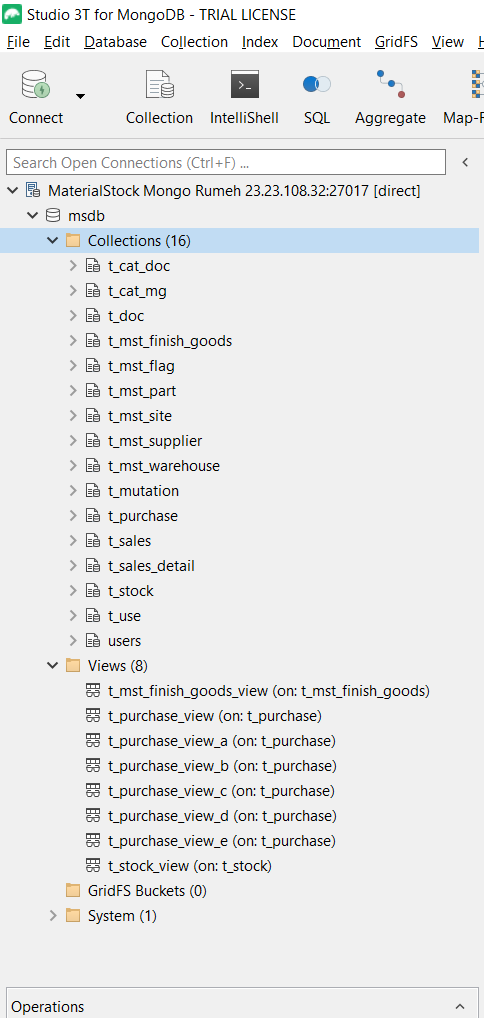 Studio 3T for MongoDB - TRIAL LICENSE
File Edit Database Collection Index Document GridFS View H
Connect Collection IntelliShell SQL Aggregate Map-R
Search Open Connections (Ctrl+F) ...
MaterialStock Mongo Rumeh 23.23.108.32:27017 [direct]
msdb
Collections (16)
t_cat_doc
t_cat_mg
t_doc
t_mst_finish_goods
t_mst_flag
t_mst_part
t_mst_site
t_mst_supplier
t_mst_warehouse
t_mutation
t_purchase
t_sales
t_sales_detail
t_stock
t_use
users
Views (8)
t_mst_finish_goods_view (on: t_mst_finish_goods)
t_purchase_view (on: t_purchase)
t_purchase_view_a (on: t_purchase)
t_purchase_view_b (on: t_purchase)
t_purchase_view_c (on: t_purchase)
t_purchase_view_d (on: t_purchase)
t_purchase_view_e (on: t_purchase)
t_stock_view (on: t_stock)
GridFS Buckets (0)
System (1)
Operations